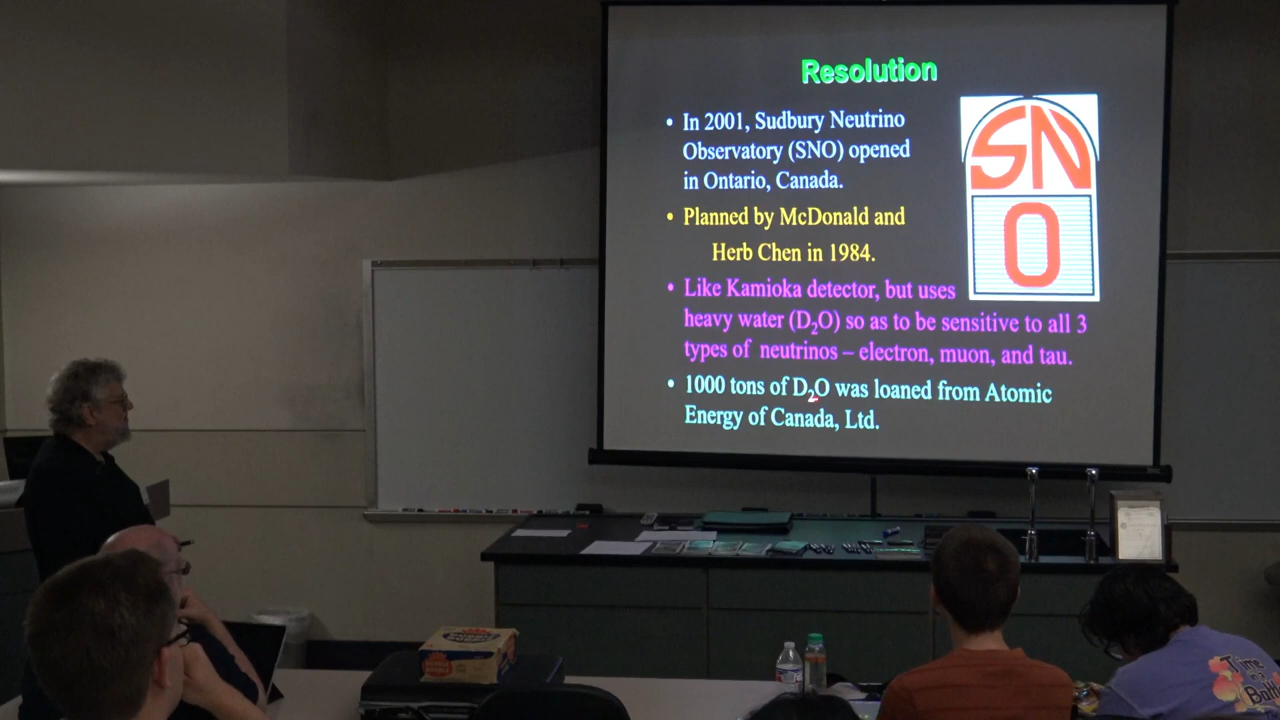 Resolution
• In 2001, Sudbury Neutrino
Observatory (SNO) opened
in Ontario, Canada.
• Planned by McDonald and
Herb Chen in 1984.
• Like Kamioka detector, but uses
heavy water (D₂O) so as to be sensitive to all 3
types of neutrinos – electron, muon, and tau.
• 1000 tons of D₂O was loaned from Atomic
Energy of Canada, Ltd.
SN
O
Time
in a